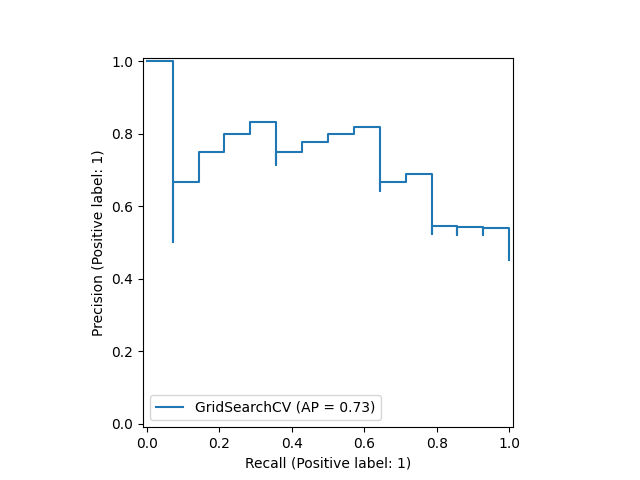 1.0
0.8
0.6
0.4
0.2
0.0
Precision (Positive label: 1)
GridSearchCV (AP = 0.73)
0.0 0.2 0.4 0.6 0.8 1.0
Recall (Positive label: 1)